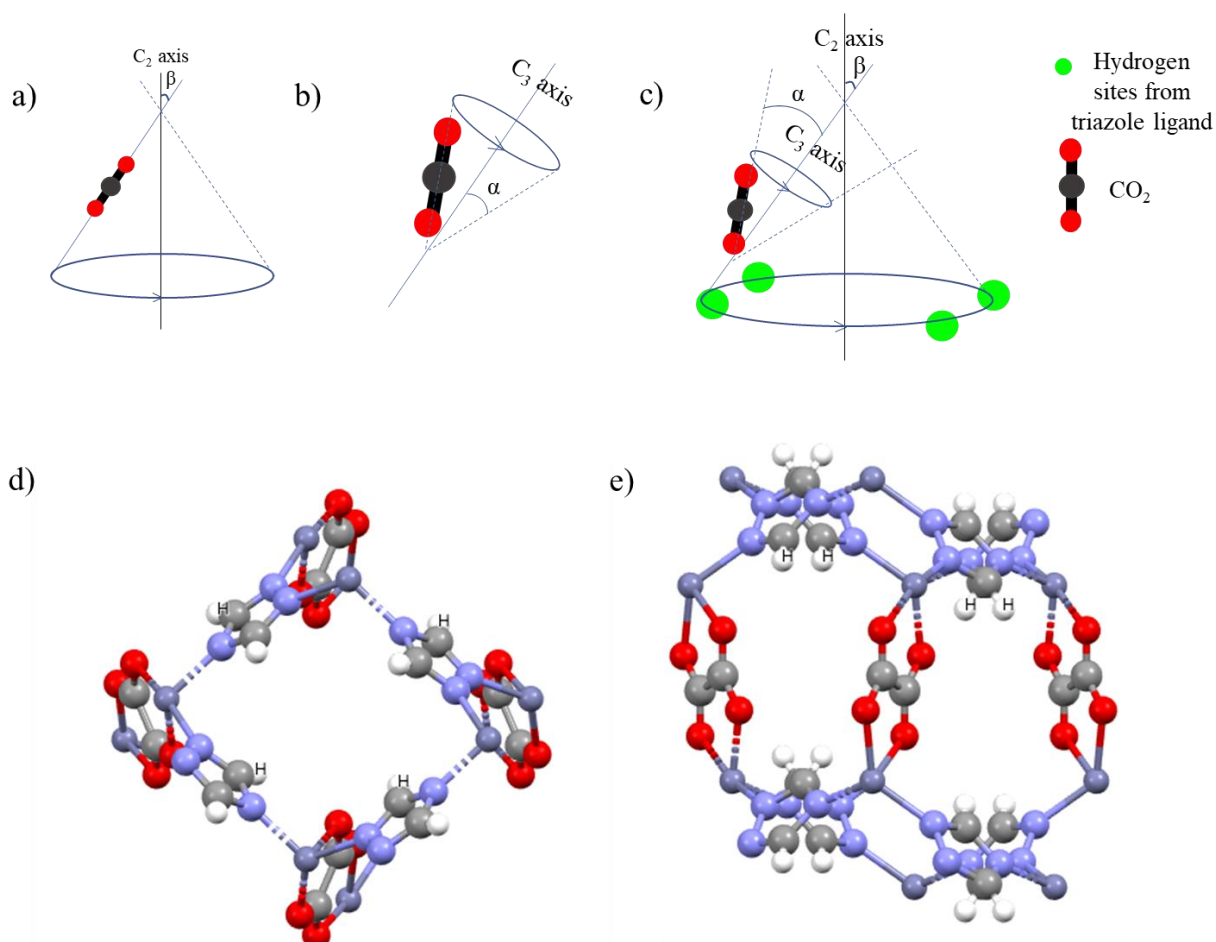 a)
C₂ axis
β
α
b)
C₃ axis
α
c)
C₂ axis
β
α
C₃ axis
Hydrogen
sites from
triazole ligand
CO₂
d)
H
H
H
H
e)
H
H
H
H